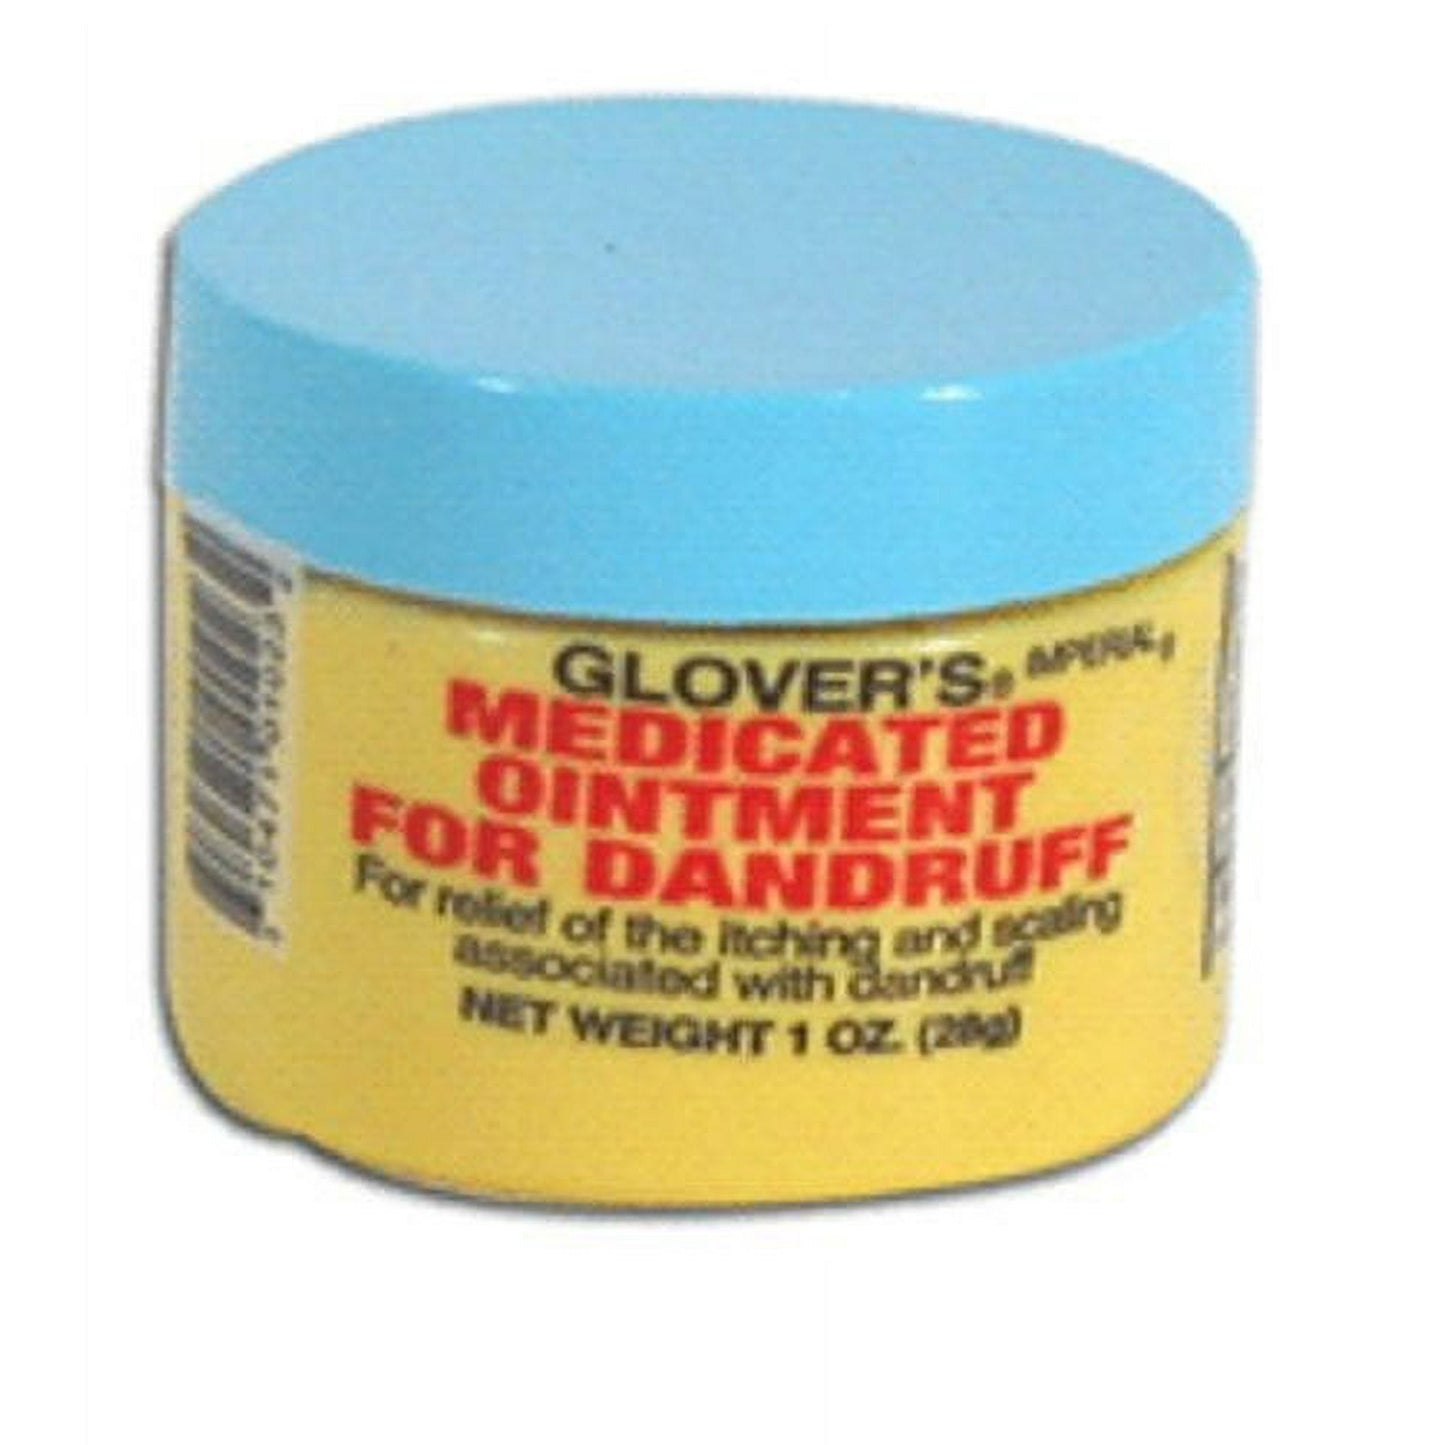 GLOVER'S® IMPERIAL
MEDICATED
OINTMENT
FOR DANDRUFF
For relief of the itching and scaling
associated with dandruff
NET WEIGHT 1 OZ. (28g)